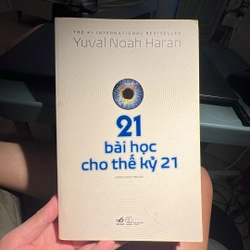 THE #1 INTERNATIONAL BESTSELLER
Yuval Noah Harari
21
bài học
cho thế kỷ 21